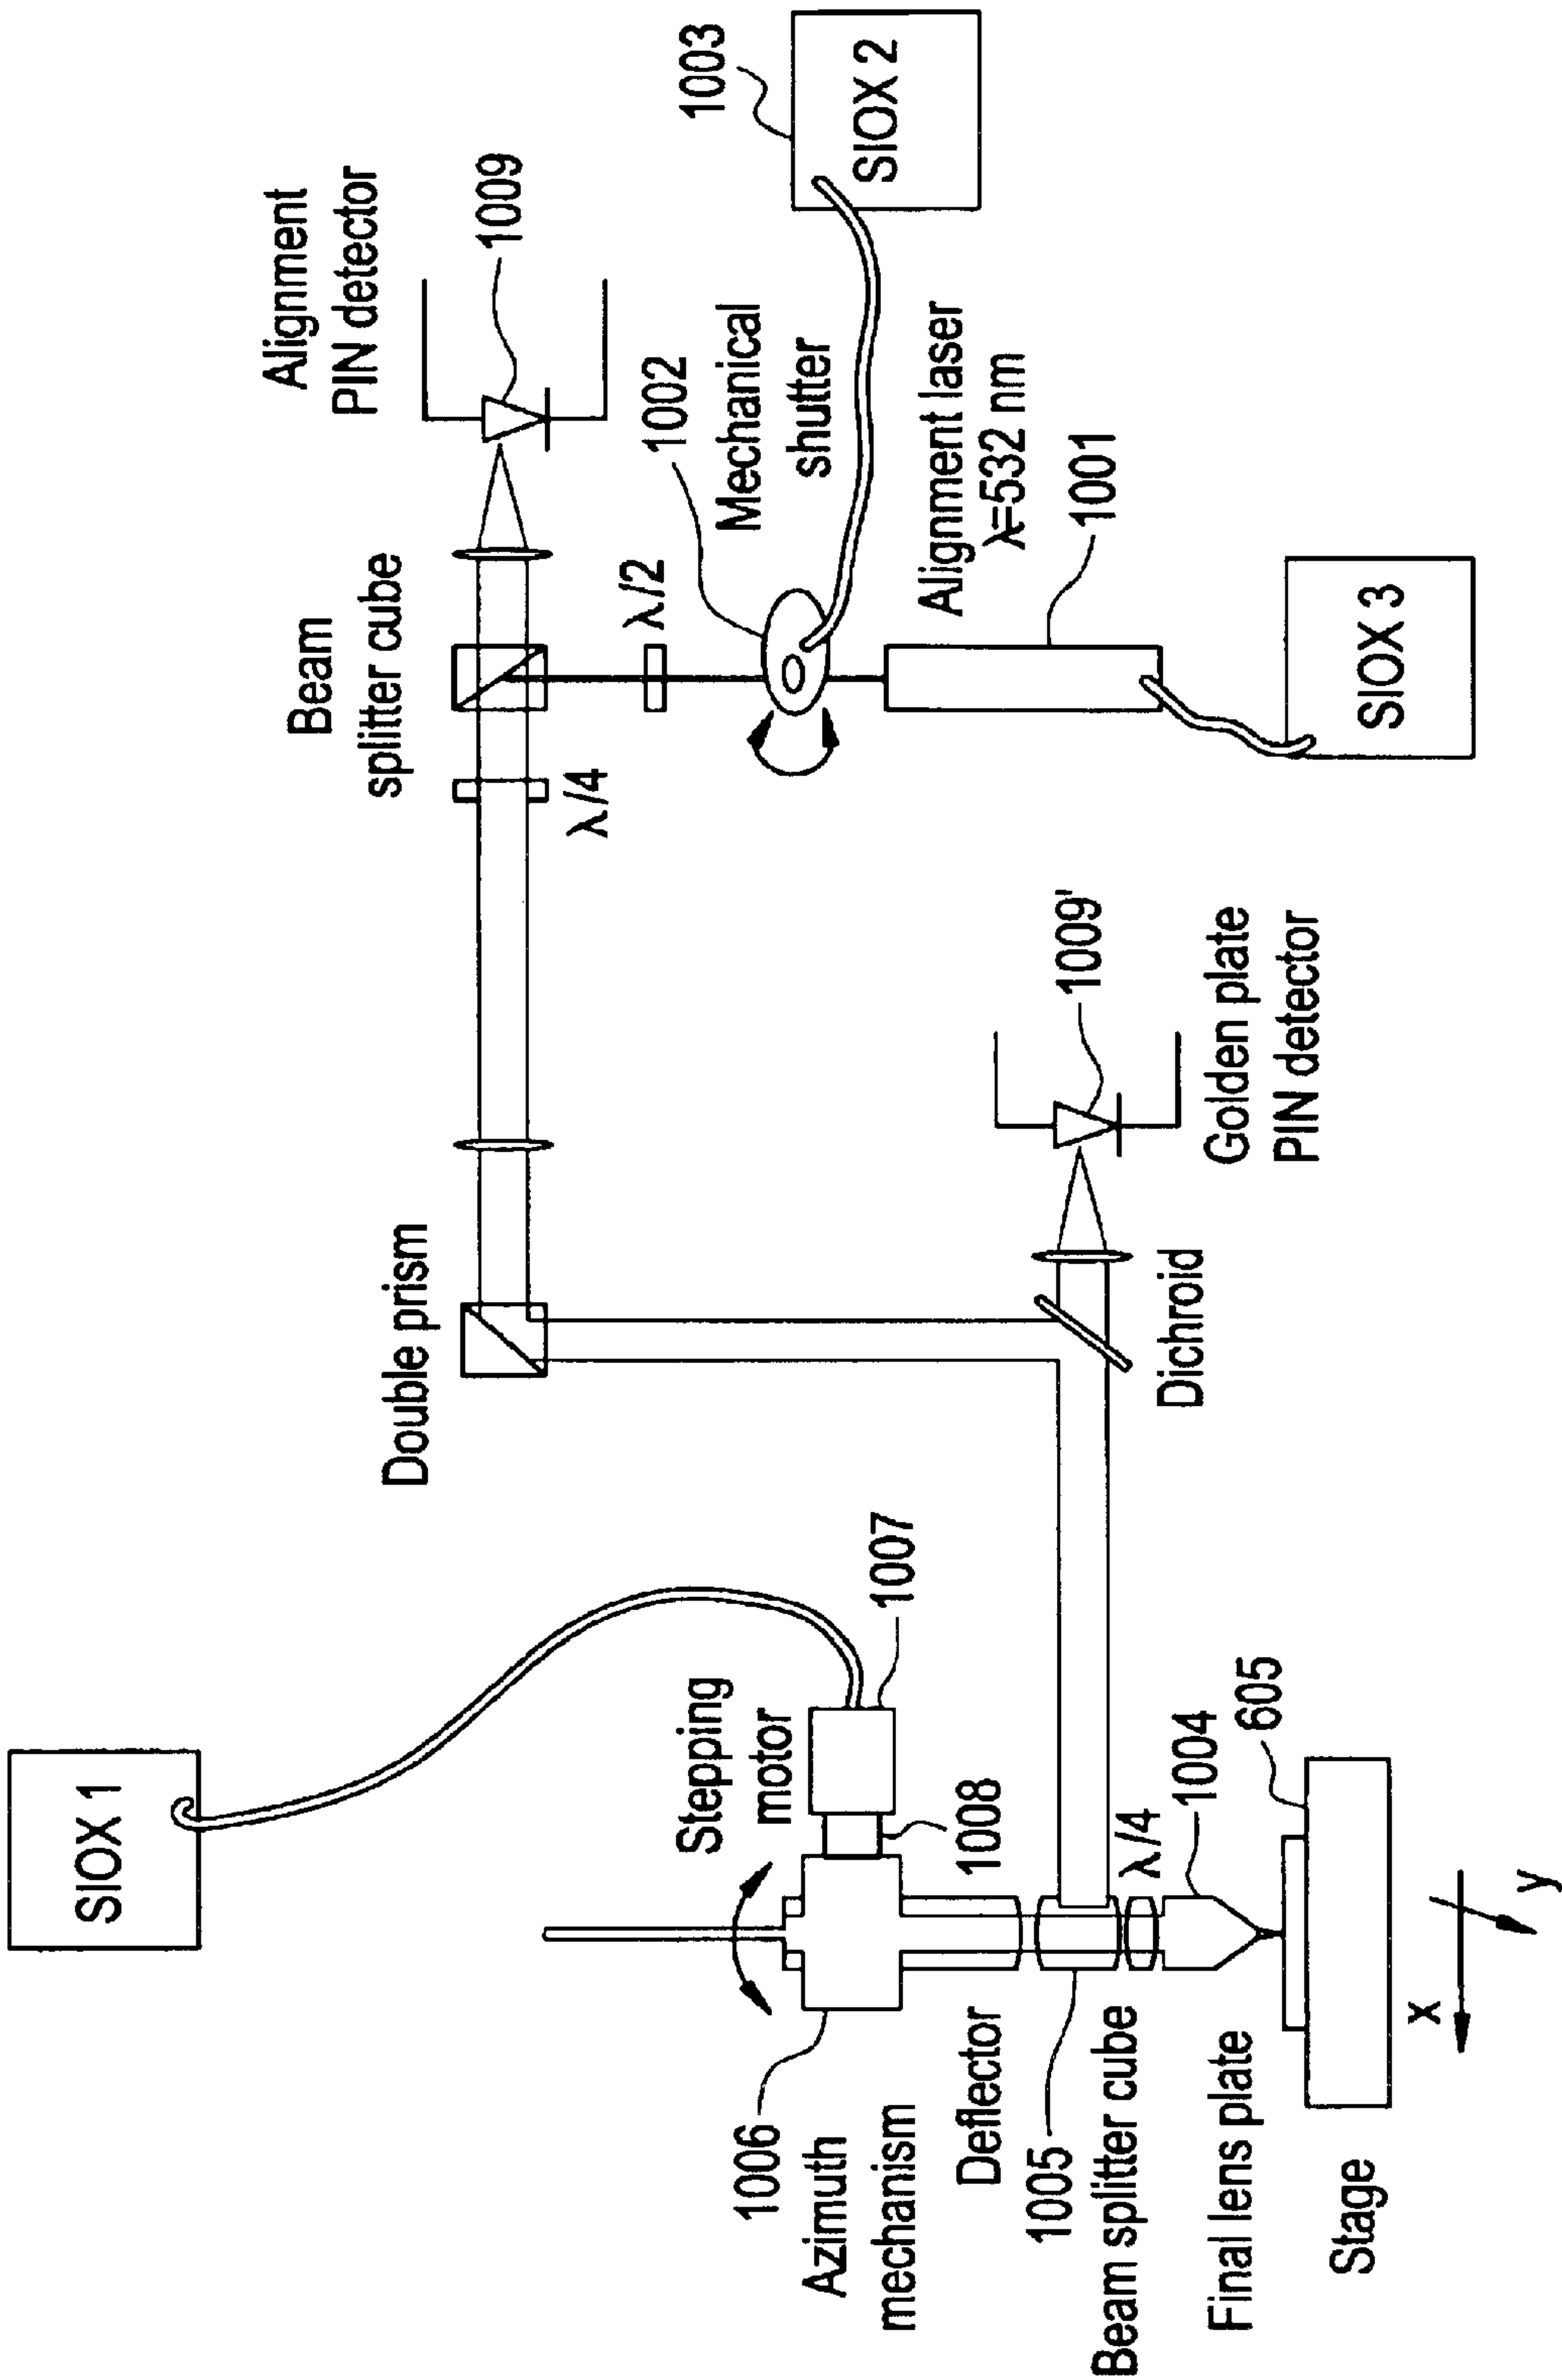 SIOX 1
Stepping
motor
1007
1008
1006
Azimuth
mechanism
Deflector
1005
Beam splitter cube
λ/4
1004
Final lens plate
605
Stage
x
y
Double prism
Dichroid
1009'
Golden plate
PIN detector
Beam
splitter cube
λ/4
λ/2
Alignment
PIN detector
1009
1002
Mechanical
shutter
1003
SIOX 2
Alignment laser
λ=532 nm
1001
SIOX 3